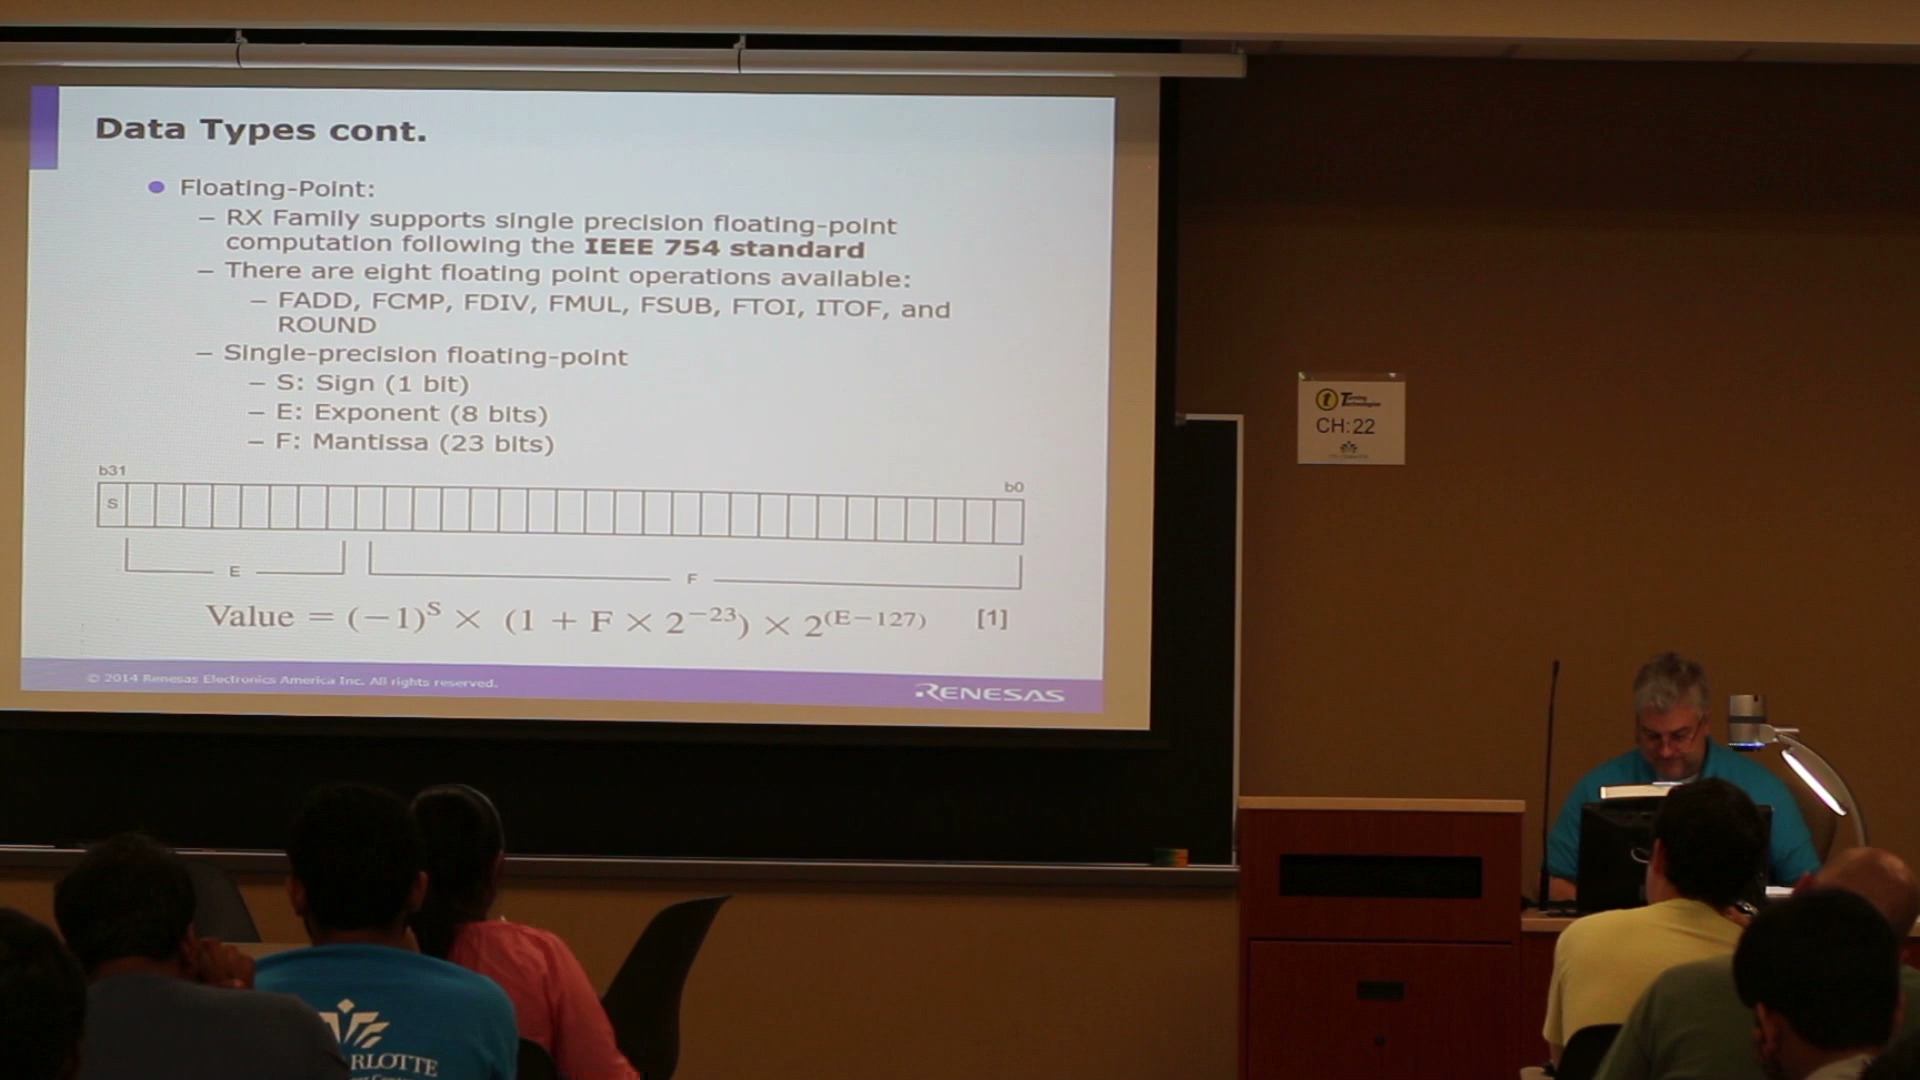 Data Types cont.
Floating-Point:
– RX Family supports single precision floating-point
computation following the IEEE 754 standard
– There are eight floating point operations available:
– FADD, FCMP, FDIV, FMUL, FSUB, FTOI, ITOF, and
ROUND
– Single-precision floating-point
– S: Sign (1 bit)
– E: Exponent (8 bits)
– F: Mantissa (23 bits)
b31
b0
S
E
F
Value = (−1)^S × (1 + F × 2^−23) × 2^(E−127) [1]
© 2014 Renesas Electronics America Inc. All rights reserved.
RENESAS
Turning
Technologies
CH:22
RLOTTE